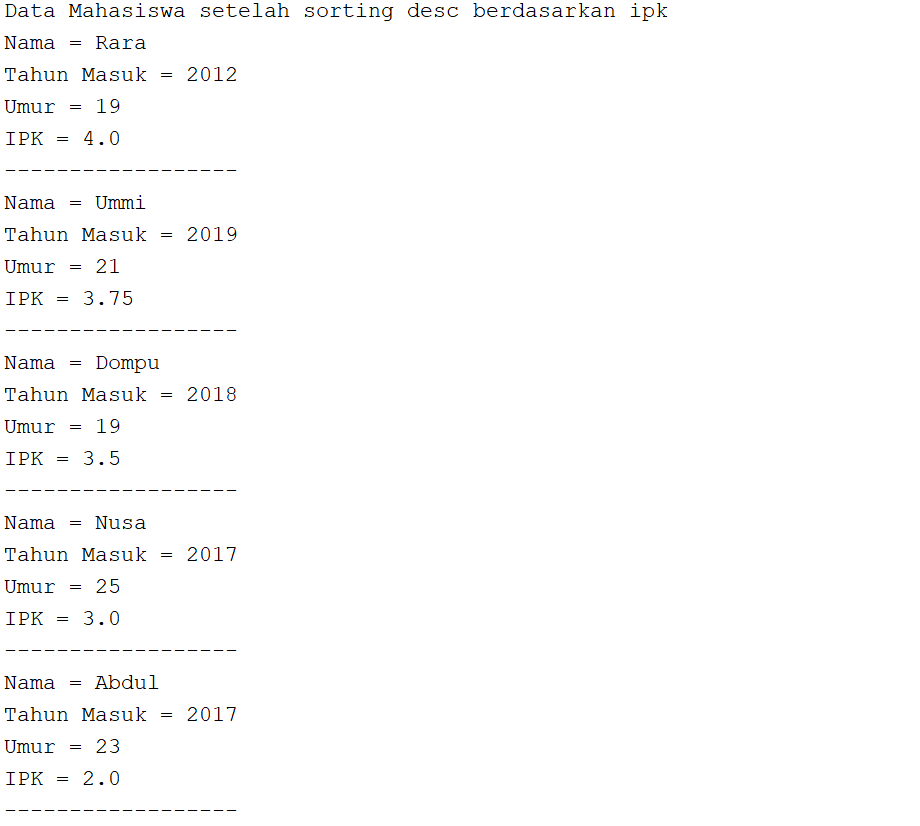 Data Mahasiswa setelah sorting desc berdasarkan ipk
Nama = Rara
Tahun Masuk = 2012
Umur = 19
IPK = 4.0
------------------
Nama = Ummi
Tahun Masuk = 2019
Umur = 21
IPK = 3.75
------------------
Nama = Dompu
Tahun Masuk = 2018
Umur = 19
IPK = 3.5
------------------
Nama = Nusa
Tahun Masuk = 2017
Umur = 25
IPK = 3.0
------------------
Nama = Abdul
Tahun Masuk = 2017
Umur = 23
IPK = 2.0
------------------